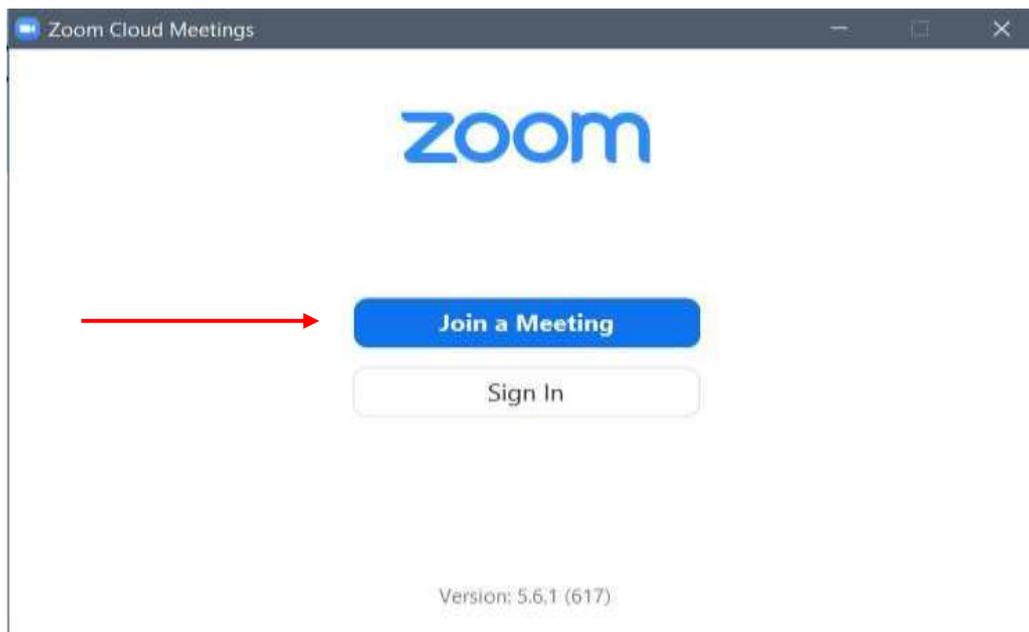 Zoom Cloud Meetings
zoom
Join a Meeting
Sign In
Version: 5.6.1 (617)